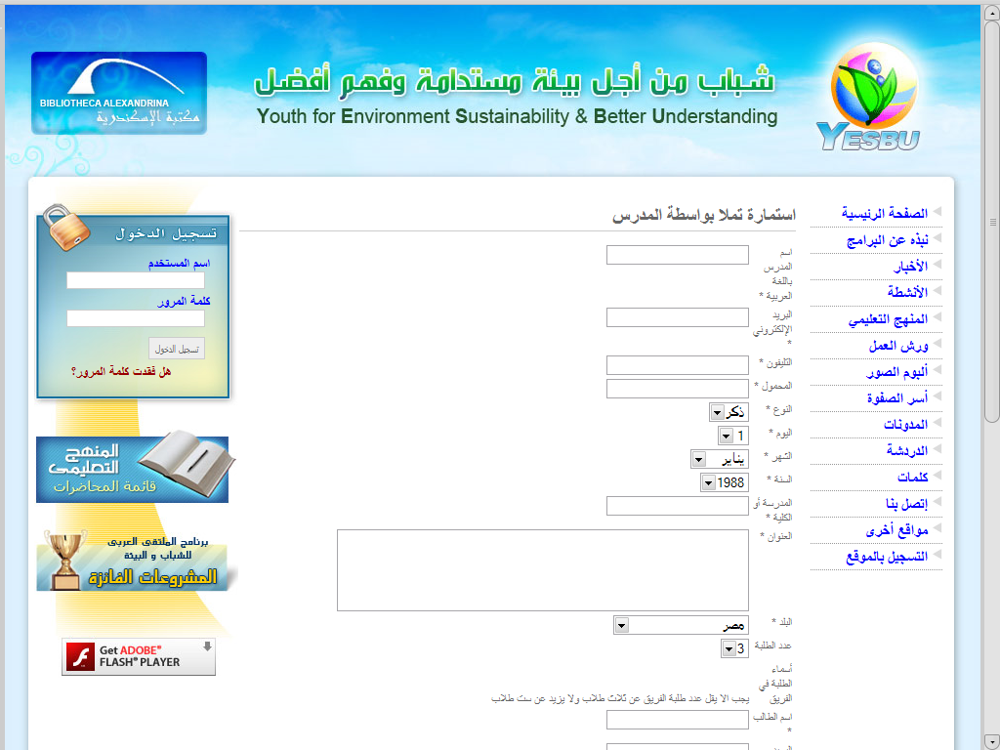 BIBLIOTHECA ALEXANDRINA
مكتبة الإسكندرية
شباب من أجل بيئة مستدامة وفهم أفضل
Youth for Environment Sustainability & Better Understanding
YESBU
الصفحة الرئيسية
نبذه عن البرامج
الأخبار
الأنشطة
المنهج التعليمي
ورش العمل
ألبوم الصور
أسر الصفوة
المدونات
الدردشة
كلمات
إتصل بنا
مواقع أخرى
التسجيل بالموقع
استمارة تملا بواسطة المدرس
اسم
المدرس
باللغة
العربية *
البريد
الإلكتروني
*
التليفون *
المحمول *
النوع * ذكر
اليوم * 1
الشهر * يناير
السنة * 1988
المدرسة أو
الكلية *
العنوان *
البلد * مصر
عدد الطلبة 3
أسماء
الطلبة في
الفريق يجب الا يقل عدد طلبة الفريق عن ثلاث طلاب ولا يزيد عن ست طلاب
اسم الطالب
*
تسجيل الدخول
اسم المستخدم
كلمة المرور
تسجيل الدخول
هل فقدت كلمة المرور؟
المنهج
التعليمى
قائمة المحاضرات
برنامج الملتقى العربى
للشباب و البيئة
المشروعات الفائزة
Get ADOBE®
FLASH® PLAYER